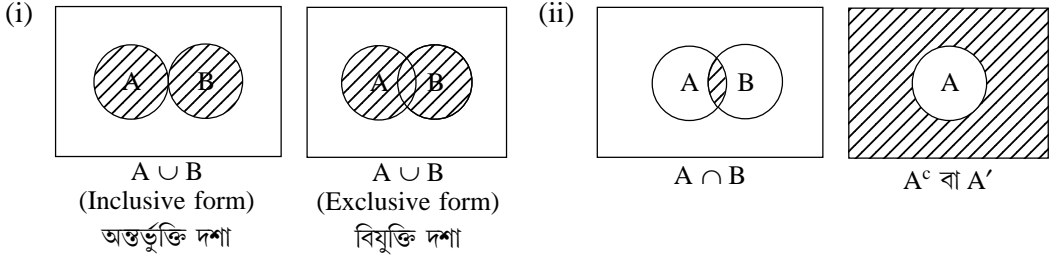 (i) (ii)
A B A B A B A
A ∪ B A ∪ B A ∩ B Aᶜ বা A′
(Inclusive form) (Exclusive form)
অন্তর্ভুক্তি দশা বিযুক্তি দশা